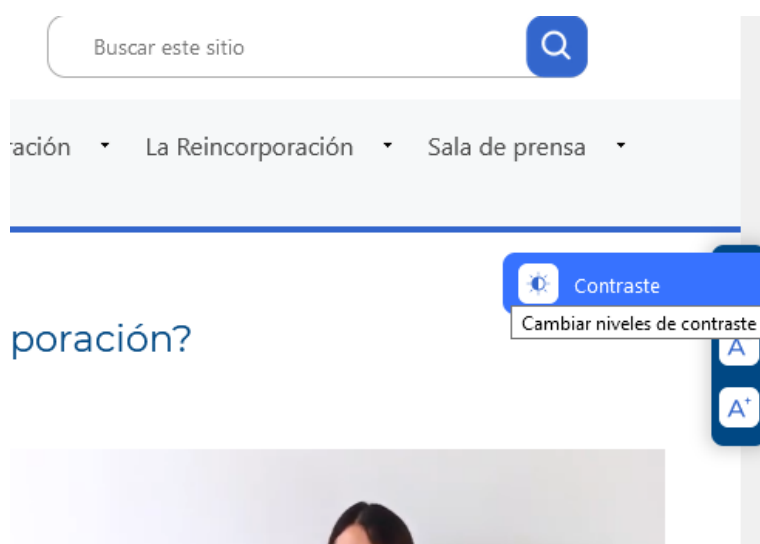 Buscar este sitio
ración La Reincorporación Sala de prensa
Contraste
Cambiar niveles de contraste
poración?
A
A+